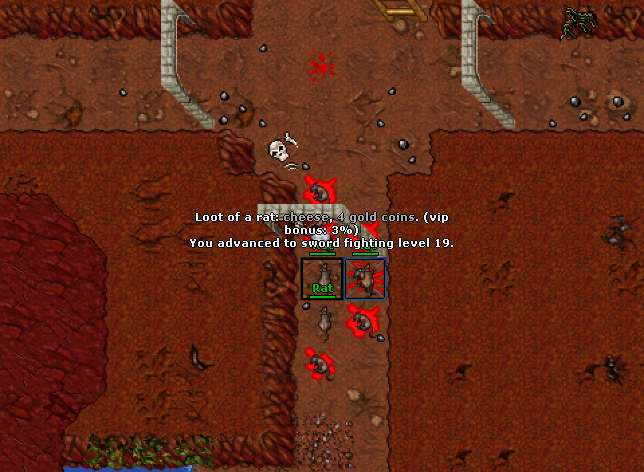 Loot of a rat: cheese, 4 gold coins. (vip
bonus: 3%)
You advanced to sword fighting level 19.
Rat